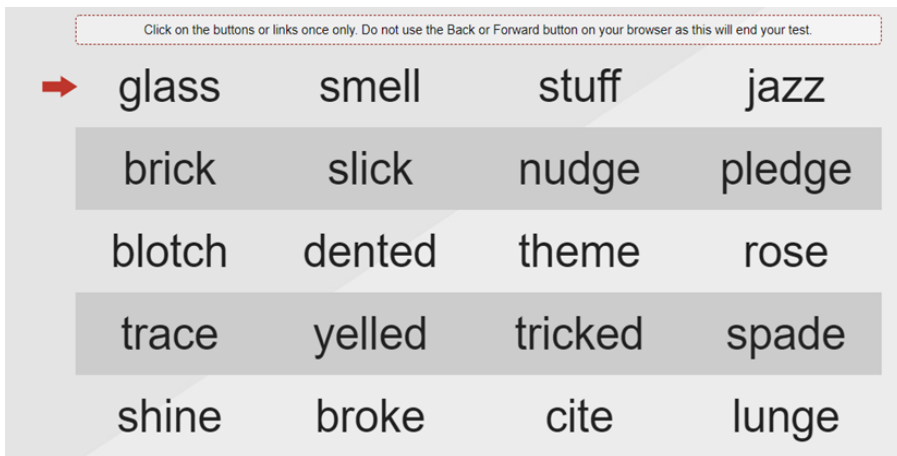 Click on the buttons or links once only. Do not use the Back or Forward button on your browser as this will end your test.
glass smell stuff jazz
brick slick nudge pledge
blotch dented theme rose
trace yelled tricked spade
shine broke cite lunge